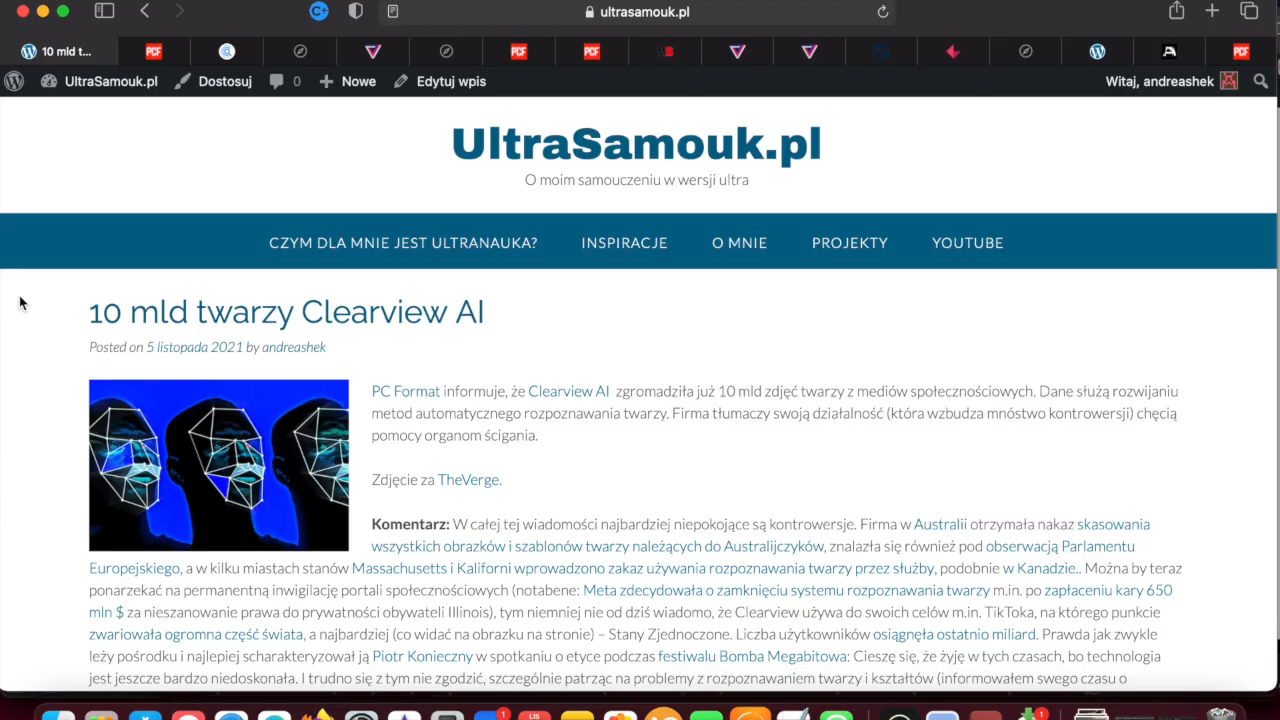 ultrasamouk.pl
10 mld t...
PCF
PCF
PCF
PCF
UltraSamouk.pl
Dostosuj
0
Nowe
Edytuj wpis
Witaj, andreashek
UltraSamouk.pl
O moim samouczeniu w wersji ultra
CZYM DLA MNIE JEST ULTRANAUKA?
INSPIRACJE
O MNIE
PROJEKTY
YOUTUBE
10 mld twarzy Clearview AI
Posted on 5 listopada 2021 by andreashek
PC Format informuje, że Clearview AI zgromadziła już 10 mld zdjęć twarzy z mediów społecznościowych. Dane służą rozwijaniu
metod automatycznego rozpoznawania twarzy. Firma tłumaczy swoją działalność (która wzbudza mnóstwo kontrowersji) chęcią
pomocy organom ścigania.
Zdjęcie za TheVerge.
Komentarz: W całej tej wiadomości najbardziej niepokojące są kontrowersje. Firma w Australii otrzymała nakaz skasowania
wszystkich obrazków i szablonów twarzy należących do Australijczyków, znalazła się również pod obserwacją Parlamentu
Europejskiego, a w kilku miastach stanów Massachusetts i Kaliforni wprowadzono zakaz używania rozpoznawania twarzy przez służby, podobnie w Kanadzie.. Można by teraz
ponarzekać na permanentną inwigilację portali społecznościowych (notabene: Meta zdecydowała o zamknięciu systemu rozpoznawania twarzy m.in. po zapłaceniu kary 650
mln $ za nieszanowanie prawa do prywatności obywateli Illinois), tym niemniej nie od dziś wiadomo, że Clearview używa do swoich celów m.in. TikToka, na którego punkcie
zwariowała ogromna część świata, a najbardziej (co widać na obrazku na stronie) – Stany Zjednoczone. Liczba użytkowników osiągnęła ostatnio miliard. Prawda jak zwykle
leży pośrodku i najlepiej scharakteryzował ją Piotr Konieczny w spotkaniu o etyce podczas festiwalu Bomba Megabitowa: Cieszę się, że żyję w tych czasach, bo technologia
jest jeszcze bardzo niedoskonała. I trudno się z tym nie zgodzić, szczególnie patrząc na problemy z rozpoznawaniem twarzy i kształtów (informowałem swego czasu o
1
LIS
1